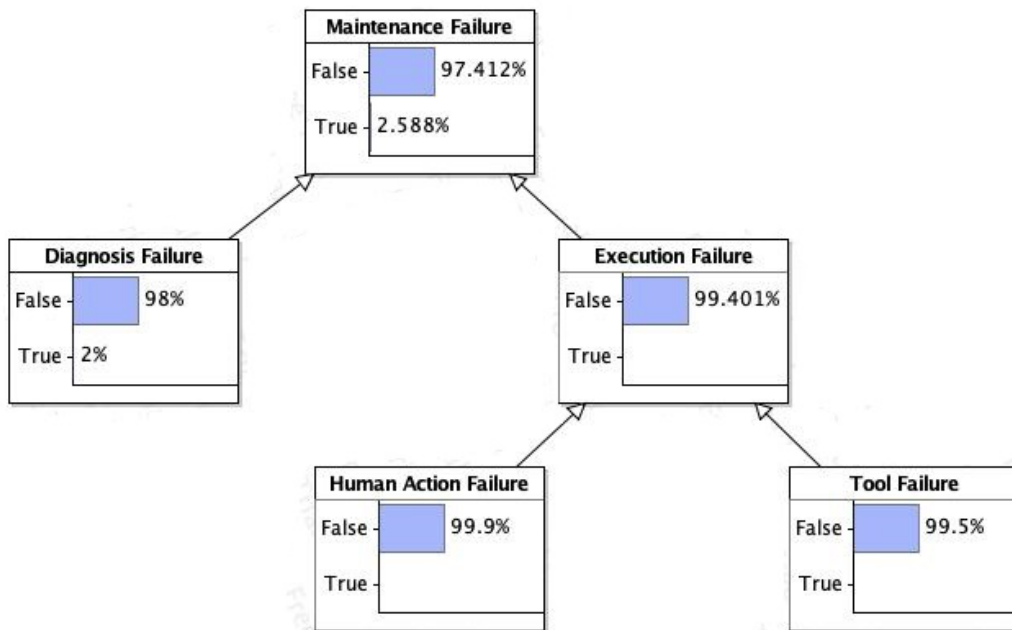 Maintenance Failure
False 97.412%
True 2.588%
Diagnosis Failure
False 98%
True 2%
Execution Failure
False 99.401%
True
Human Action Failure
False 99.9%
True
Tool Failure
False 99.5%
True